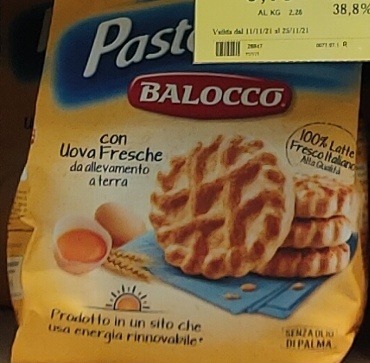 38,8%
AL KG 2,26
Valida dal 11/11/21 al 25/11/21
Past
BALOCCO
con
Uova Fresche
da allevamento
a terra
100% Latte
Fresco Italiano
Alta Qualità
Prodotto in un sito che
usa energia rinnovabile*
SENZA OLIO
DI PALMA